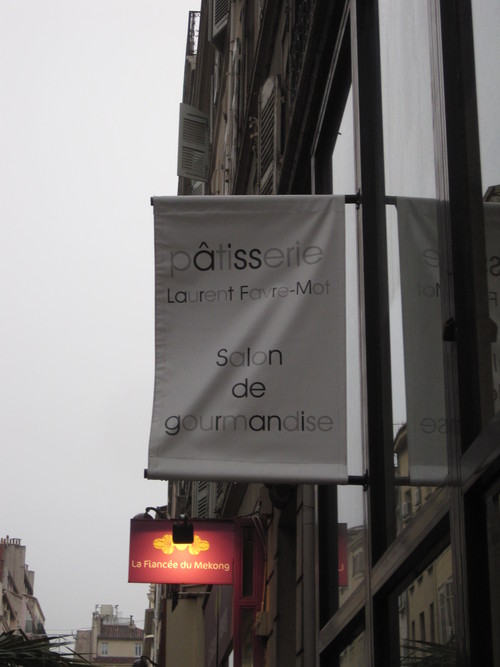 pâtisserie
Laurent Favre-Mot
Salon
de
gourmandise
La Fiancée du Mekong